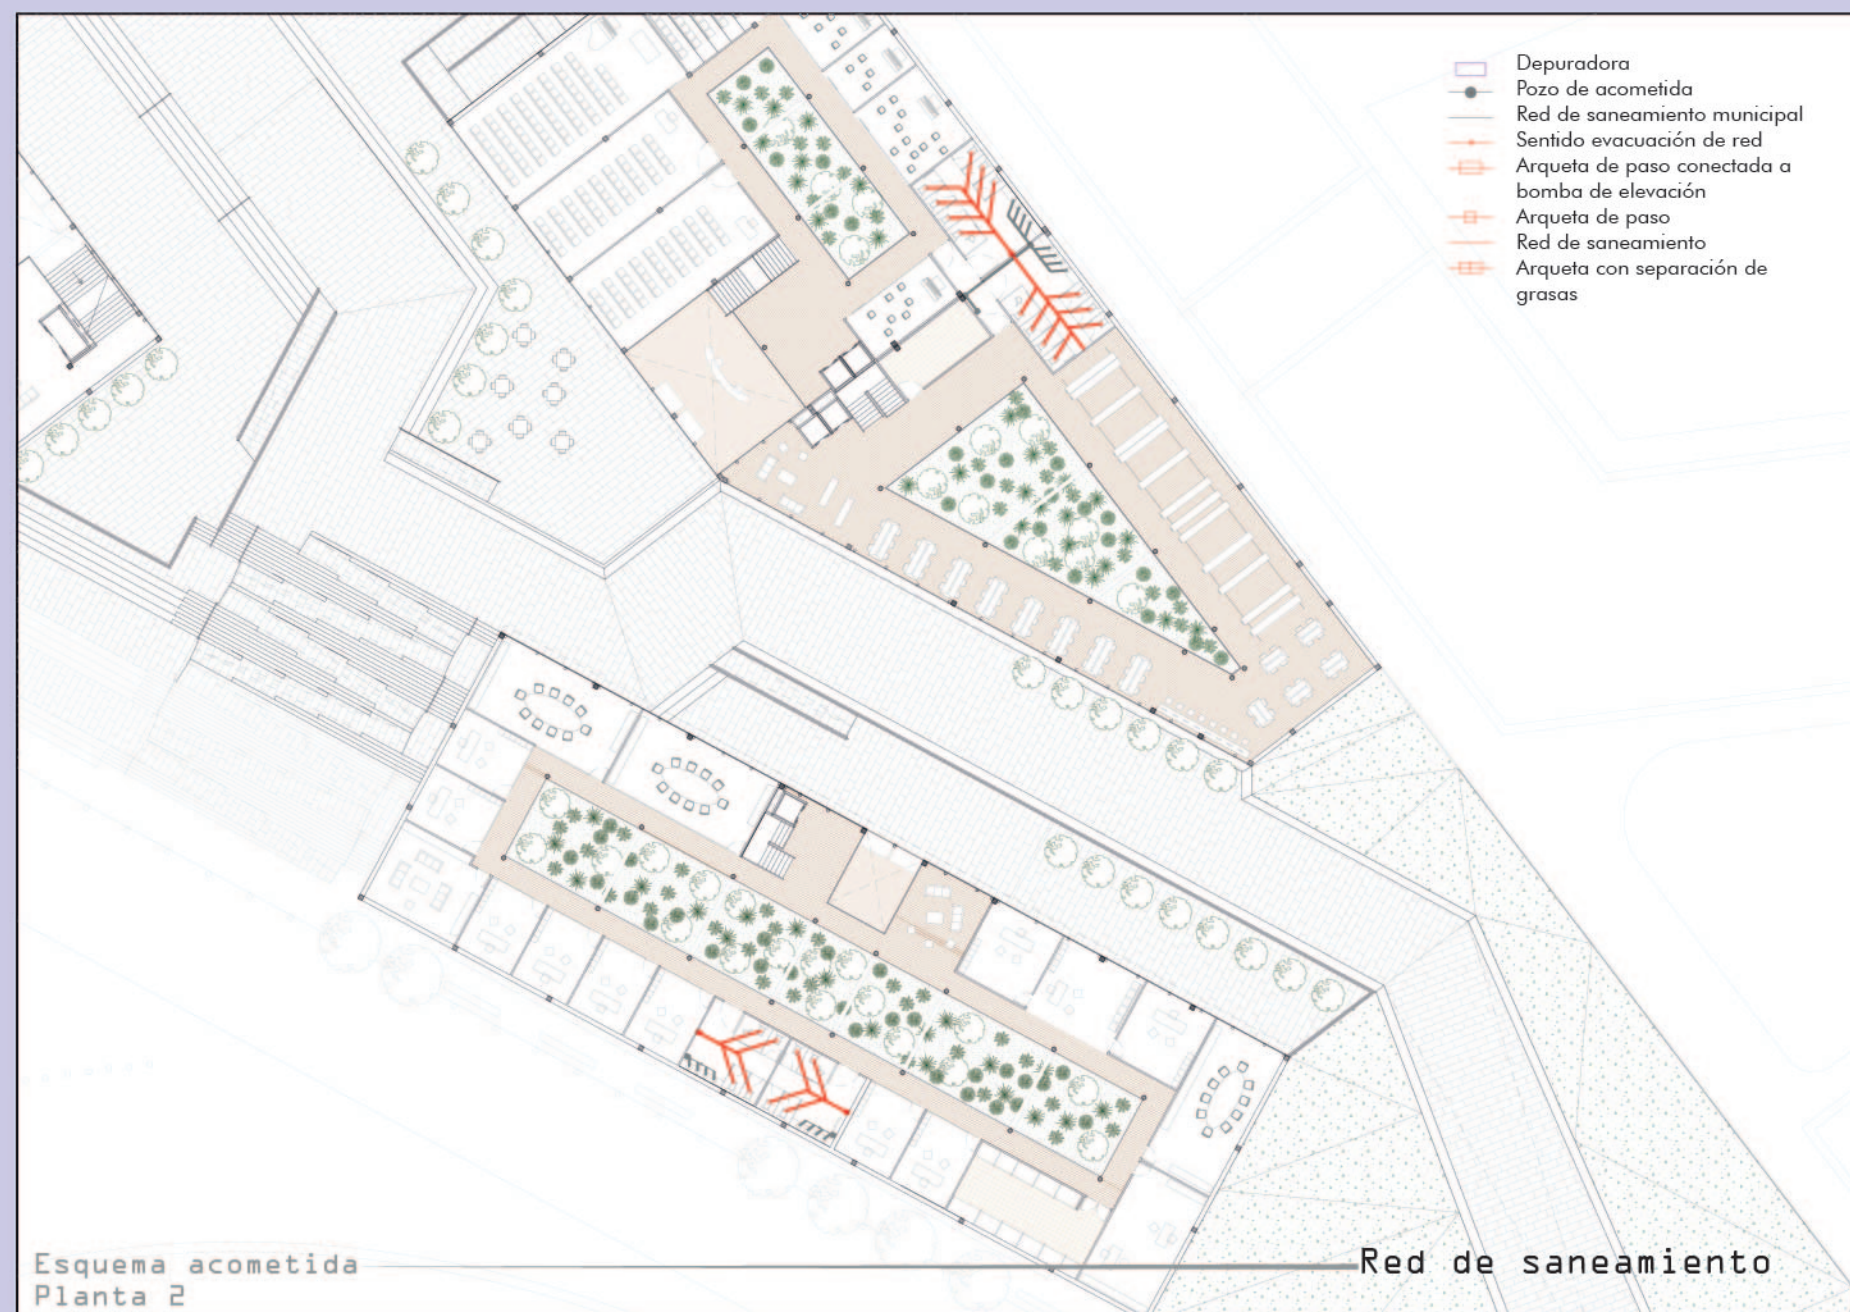 Depuradora
Pozo de acometida
Red de saneamiento municipal
Sentido evacuación de red
Arqueta de paso conectada a
bomba de elevación
Arqueta de paso
Red de saneamiento
Arqueta con separación de
grasas
Esquema acometida
Planta 2
Red de saneamiento